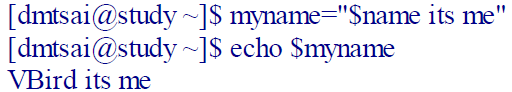 [dmtsai@study ~]$ myname="$name its me"
[dmtsai@study ~]$ echo $myname
VBird its me